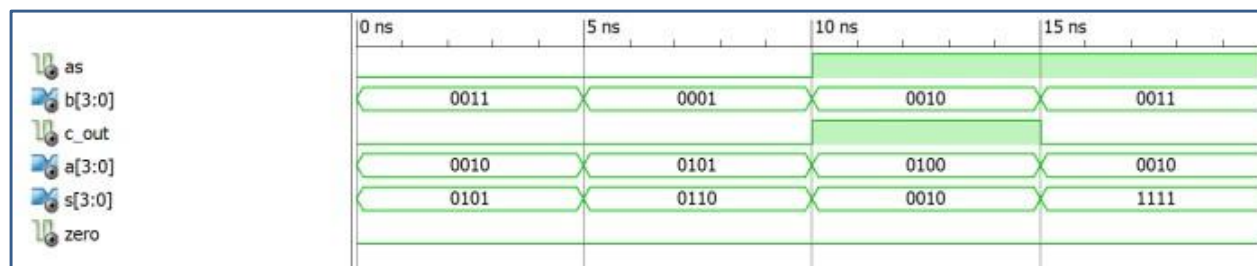 0 ns 5 ns 10 ns 15 ns
as
b[3:0] 0011 0001 0010 0011
c_out
a[3:0] 0010 0101 0100 0010
s[3:0] 0101 0110 0010 1111
zero